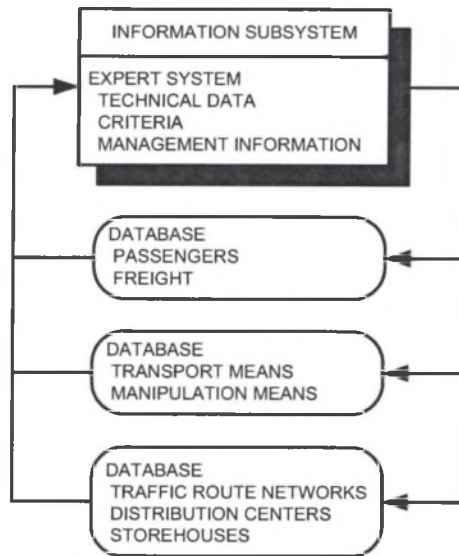 INFORMATION SUBSYSTEM
EXPERT SYSTEM
TECHNICAL DATA
CRITERIA
MANAGEMENT INFORMATION
DATABASE
PASSENGERS
FREIGHT
DATABASE
TRANSPORT MEANS
MANIPULATION MEANS
DATABASE
TRAFFIC ROUTE NETWORKS
DISTRIBUTION CENTERS
STOREHOUSES